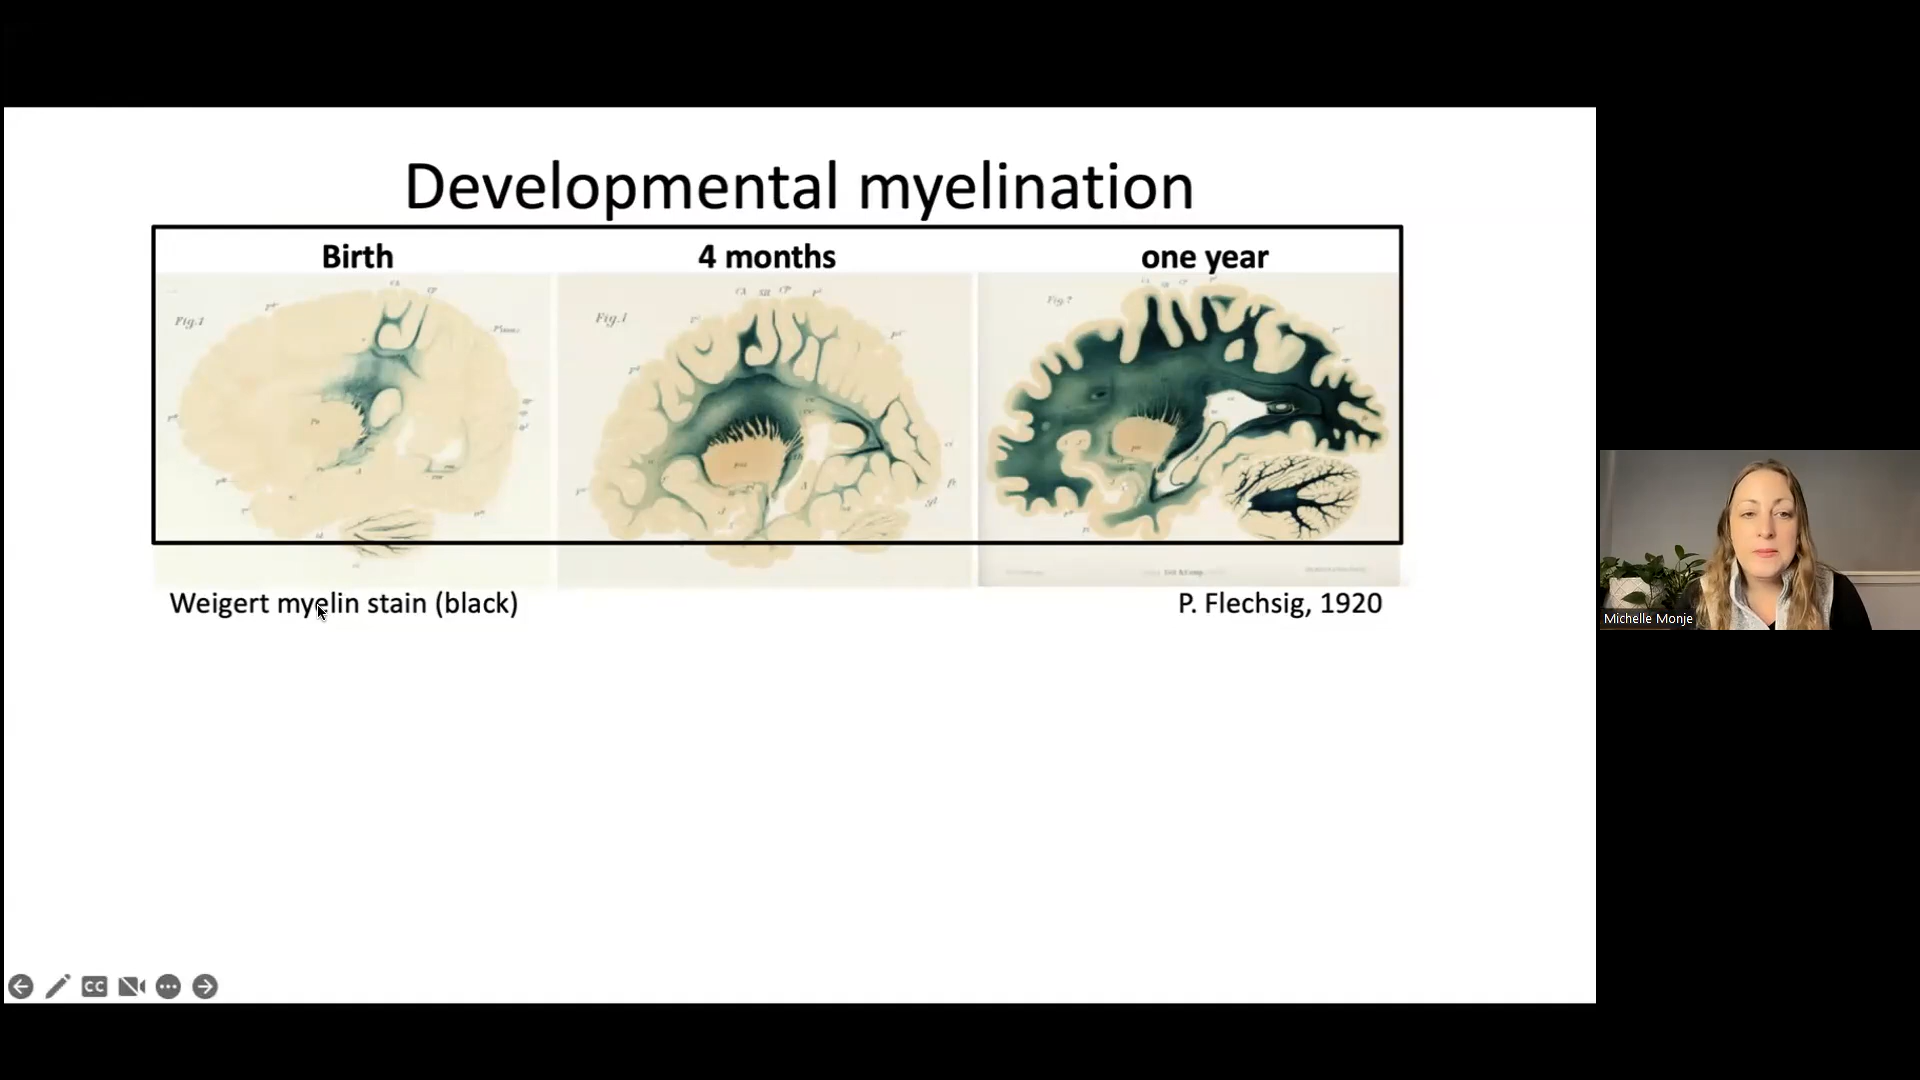 Developmental myelination
Birth
4 months
one year
Fig.1
Fig.1
Fig.?
Weigert myelin stain (black)
P. Flechsig, 1920
Michelle Monje
CC